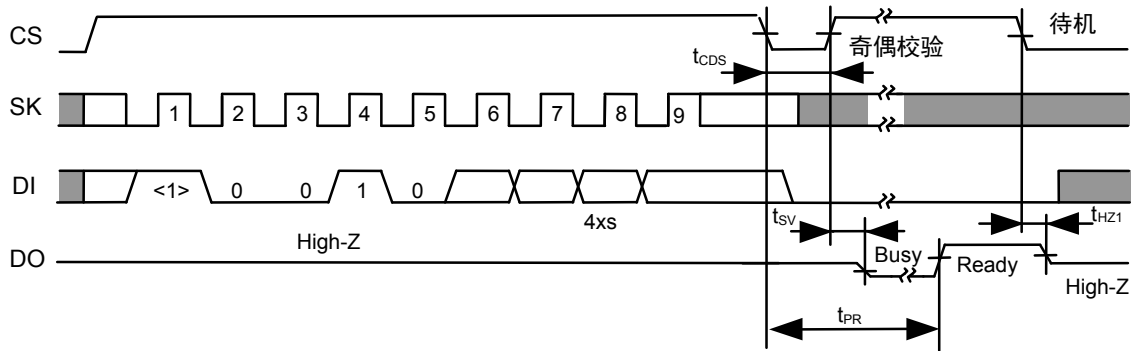 CS
待机
奇偶校验
tCDS
SK
1 2 3 4 5 6 7 8 9
DI
<1> 0 0 1 0
4xs
tSV
tHZ1
High-Z
DO
Busy
Ready
High-Z
tPR